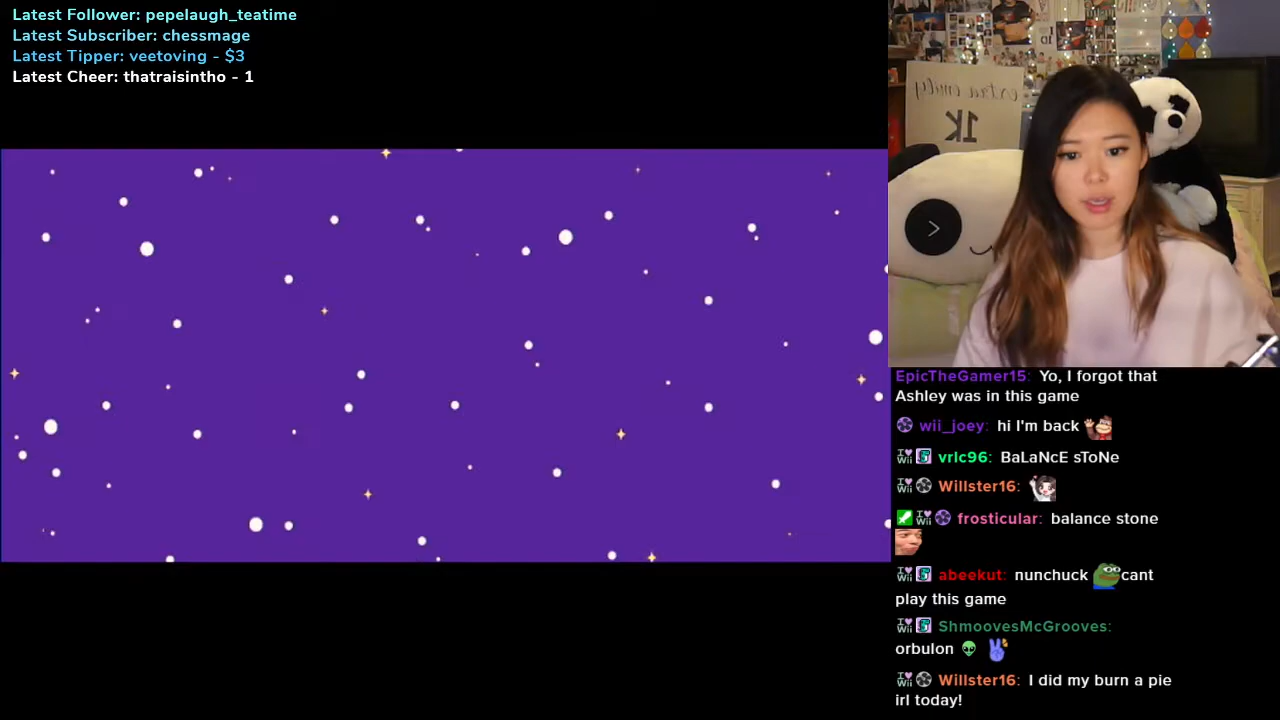 Latest Follower: pepelaugh_teatime
Latest Subscriber: chessmage
Latest Tipper: veetoving - $3
Latest Cheer: thatraisintho - 1
extra emily
1K
EpicTheGamer15: Yo, I forgot that
Ashley was in this game
wii_joey: hi I'm back
vrlc96: BaLaNcE sToNe
Willster16:
frosticular: balance stone
abeekut: nunchuck cant
play this game
ShmoovesMcGrooves:
orbulon
Willster16: I did my burn a pie
irl today!